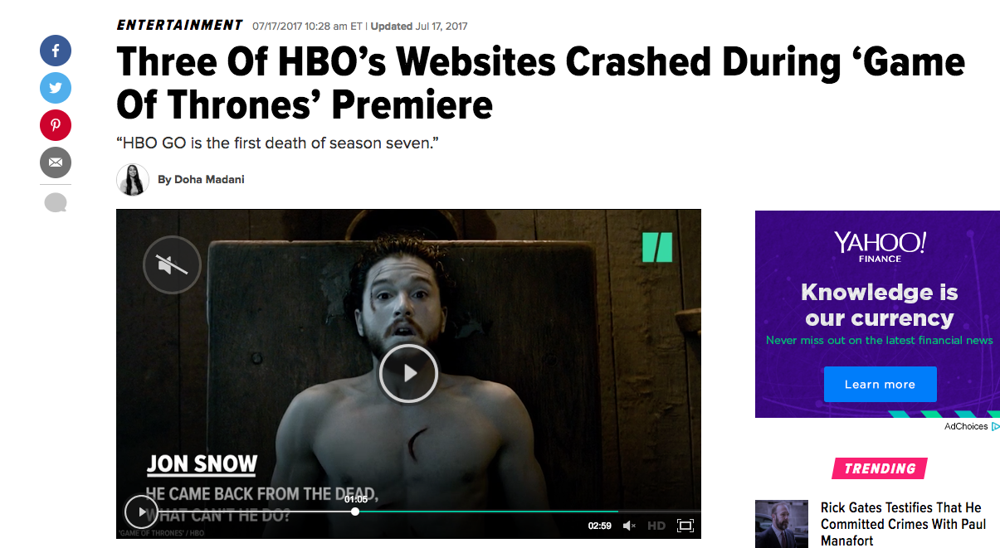 ENTERTAINMENT 07/17/2017 10:28 am ET | Updated Jul 17, 2017
Three Of HBO’s Websites Crashed During ‘Game
Of Thrones’ Premiere
“HBO GO is the first death of season seven.”
By Doha Madani
JON SNOW
HE CAME BACK FROM THE DEAD,
WHAT CAN'T HE DO?
01:05
02:59
HD
'GAME OF THRONES' / HBO
YAHOO!
FINANCE
Knowledge is
our currency
Never miss out on the latest financial news
Learn more
AdChoices
TRENDING
Rick Gates Testifies That He
Committed Crimes With Paul
Manafort